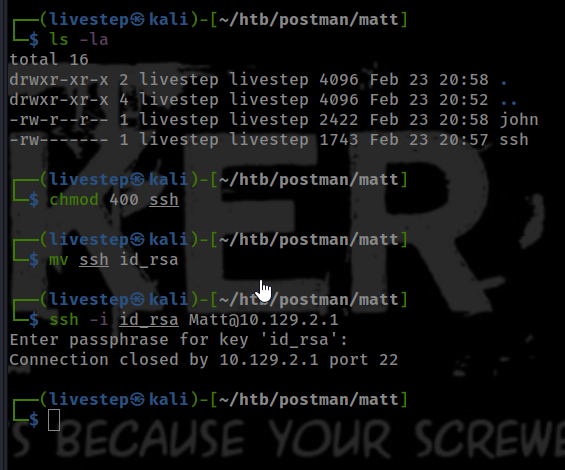 ┌──(livestep㉿kali)-[~/htb/postman/matt]
└─$ ls -la
total 16
drwxr-xr-x 2 livestep livestep 4096 Feb 23 20:58 .
drwxr-xr-x 4 livestep livestep 4096 Feb 23 20:52 ..
-rw-r--r-- 1 livestep livestep 2422 Feb 23 20:58 john
-rw------- 1 livestep livestep 1743 Feb 23 20:57 ssh
┌──(livestep㉿kali)-[~/htb/postman/matt]
└─$ chmod 400 ssh
┌──(livestep㉿kali)-[~/htb/postman/matt]
└─$ mv ssh id_rsa
┌──(livestep㉿kali)-[~/htb/postman/matt]
└─$ ssh -i id_rsa Matt@10.129.2.1
Enter passphrase for key 'id_rsa':
Connection closed by 10.129.2.1 port 22
┌──(livestep㉿kali)-[~/htb/postman/matt]
└─$
KER
S BECAUSE YOUR SCREWE